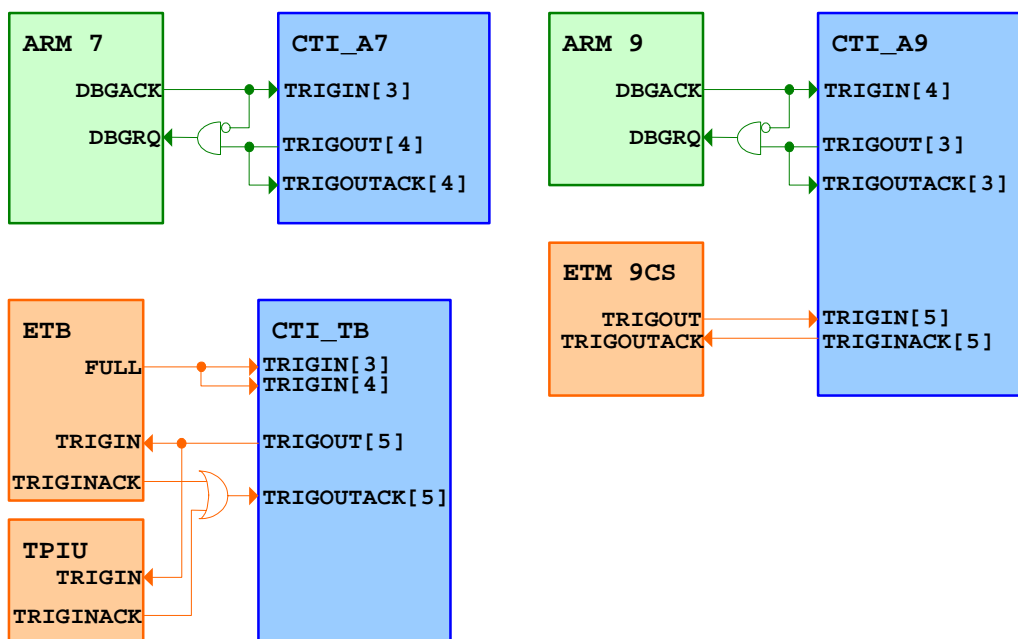 ARM 7
DBGACK
DBGRQ
CTI_A7
TRIGIN[3]
TRIGOUT[4]
TRIGOUTACK[4]
ARM 9
DBGACK
DBGRQ
CTI_A9
TRIGIN[4]
TRIGOUT[3]
TRIGOUTACK[3]
TRIGIN[5]
TRIGINACK[5]
ETM 9CS
TRIGOUT
TRIGOUTACK
ETB
FULL
TRIGIN
TRIGINACK
CTI_TB
TRIGIN[3]
TRIGIN[4]
TRIGOUT[5]
TRIGOUTACK[5]
TPIU
TRIGIN
TRIGINACK